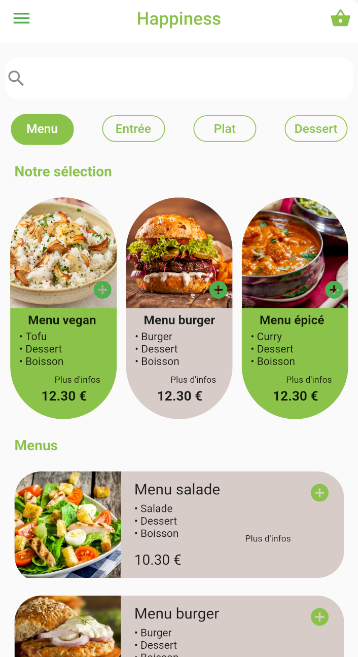 Happiness
Menu
Entrée
Plat
Dessert
Notre sélection
Menu vegan
• Tofu
• Dessert
• Boisson
Plus d'infos
12.30 €
Menu burger
• Burger
• Dessert
• Boisson
Plus d'infos
12.30 €
Menu épicé
• Curry
• Dessert
• Boisson
Plus d'infos
12.30 €
Menus
Menu salade
• Salade
• Dessert
• Boisson
Plus d'infos
10.30 €
Menu burger
• Burger
• Dessert
• Boisson